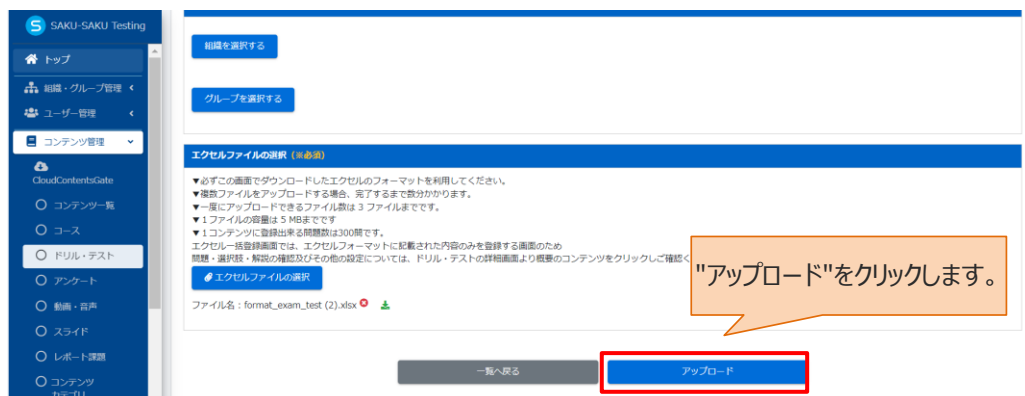 SAKU-SAKU Testing
トップ
組織・グループ管理
ユーザー管理
コンテンツ管理
CloudContentsGate
コンテンツ一覧
コース
ドリル・テスト
アンケート
動画・音声
スライド
レポート課題
コンテンツ
カテゴリ
組織を選択する
グループを選択する
エクセルファイルの選択（※必須）
▼必ずこの画面でダウンロードしたエクセルのフォーマットを利用してください。
▼複数ファイルをアップロードする場合、完了するまで数分かかります。
▼一度にアップロードできるファイル数は 3 ファイルまでです。
▼1ファイルの容量は 5 MBまでです
▼1コンテンツに登録出来る問題数は300問です。
エクセル一括登録画面では、エクセルフォーマットに記載された内容のみを登録する画面のため
問題・選択肢・解説の確認及びその他の設定については、ドリル・テストの詳細画面より概要のコンテンツをクリックしご確認く
エクセルファイルの選択
ファイル名：format_exam_test (2).xlsx
"アップロード"をクリックします。
一覧へ戻る
アップロード